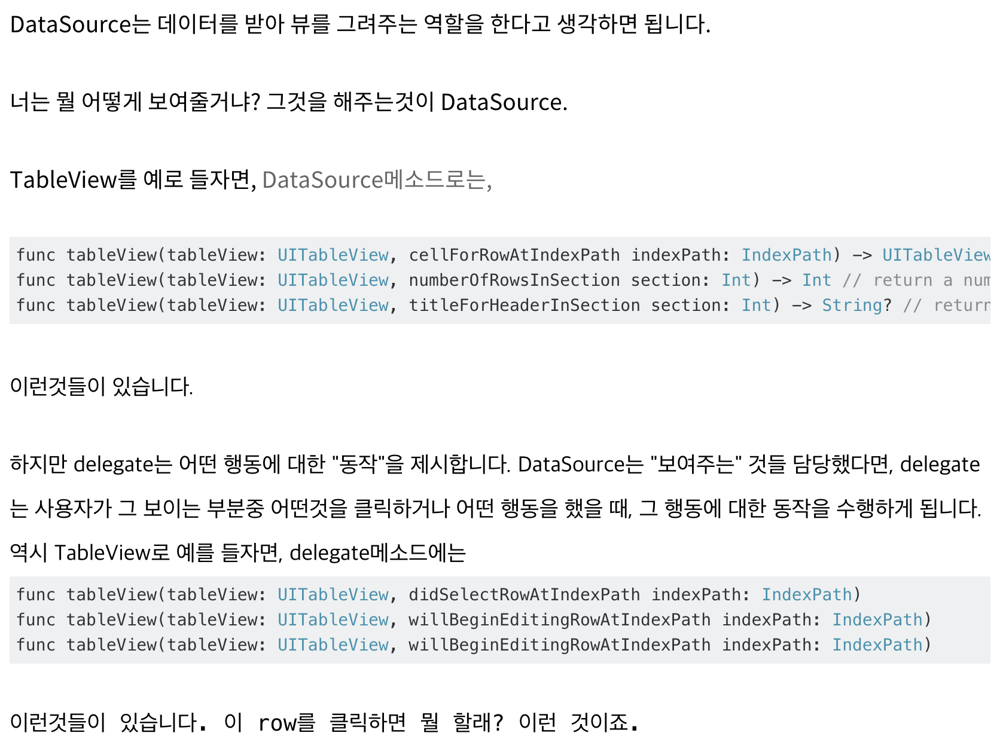 DataSource는 데이터를 받아 뷰를 그려주는 역할을 한다고 생각하면 됩니다.
너는 뭘 어떻게 보여줄거냐? 그것을 해주는것이 DataSource.
TableView를 예로 들자면, DataSource메소드로는,
func tableView(tableView: UITableView, cellForRowAtIndexPath indexPath: IndexPath) -> UITableView
func tableView(tableView: UITableView, numberOfRowsInSection section: Int) -> Int // return a num
func tableView(tableView: UITableView, titleForHeaderInSection section: Int) -> String? // return
이런것들이 있습니다.
하지만 delegate는 어떤 행동에 대한 "동작"을 제시합니다. DataSource는 "보여주는" 것들 담당했다면, delegate
는 사용자가 그 보이는 부분중 어떤것을 클릭하거나 어떤 행동을 했을 때, 그 행동에 대한 동작을 수행하게 됩니다.
역시 TableView로 예를 들자면, delegate메소드에는
func tableView(tableView: UITableView, didSelectRowAtIndexPath indexPath: IndexPath)
func tableView(tableView: UITableView, willBeginEditingRowAtIndexPath indexPath: IndexPath)
func tableView(tableView: UITableView, willBeginEditingRowAtIndexPath indexPath: IndexPath)
이런것들이 있습니다. 이 row를 클릭하면 뭘 할래? 이런 것이죠.